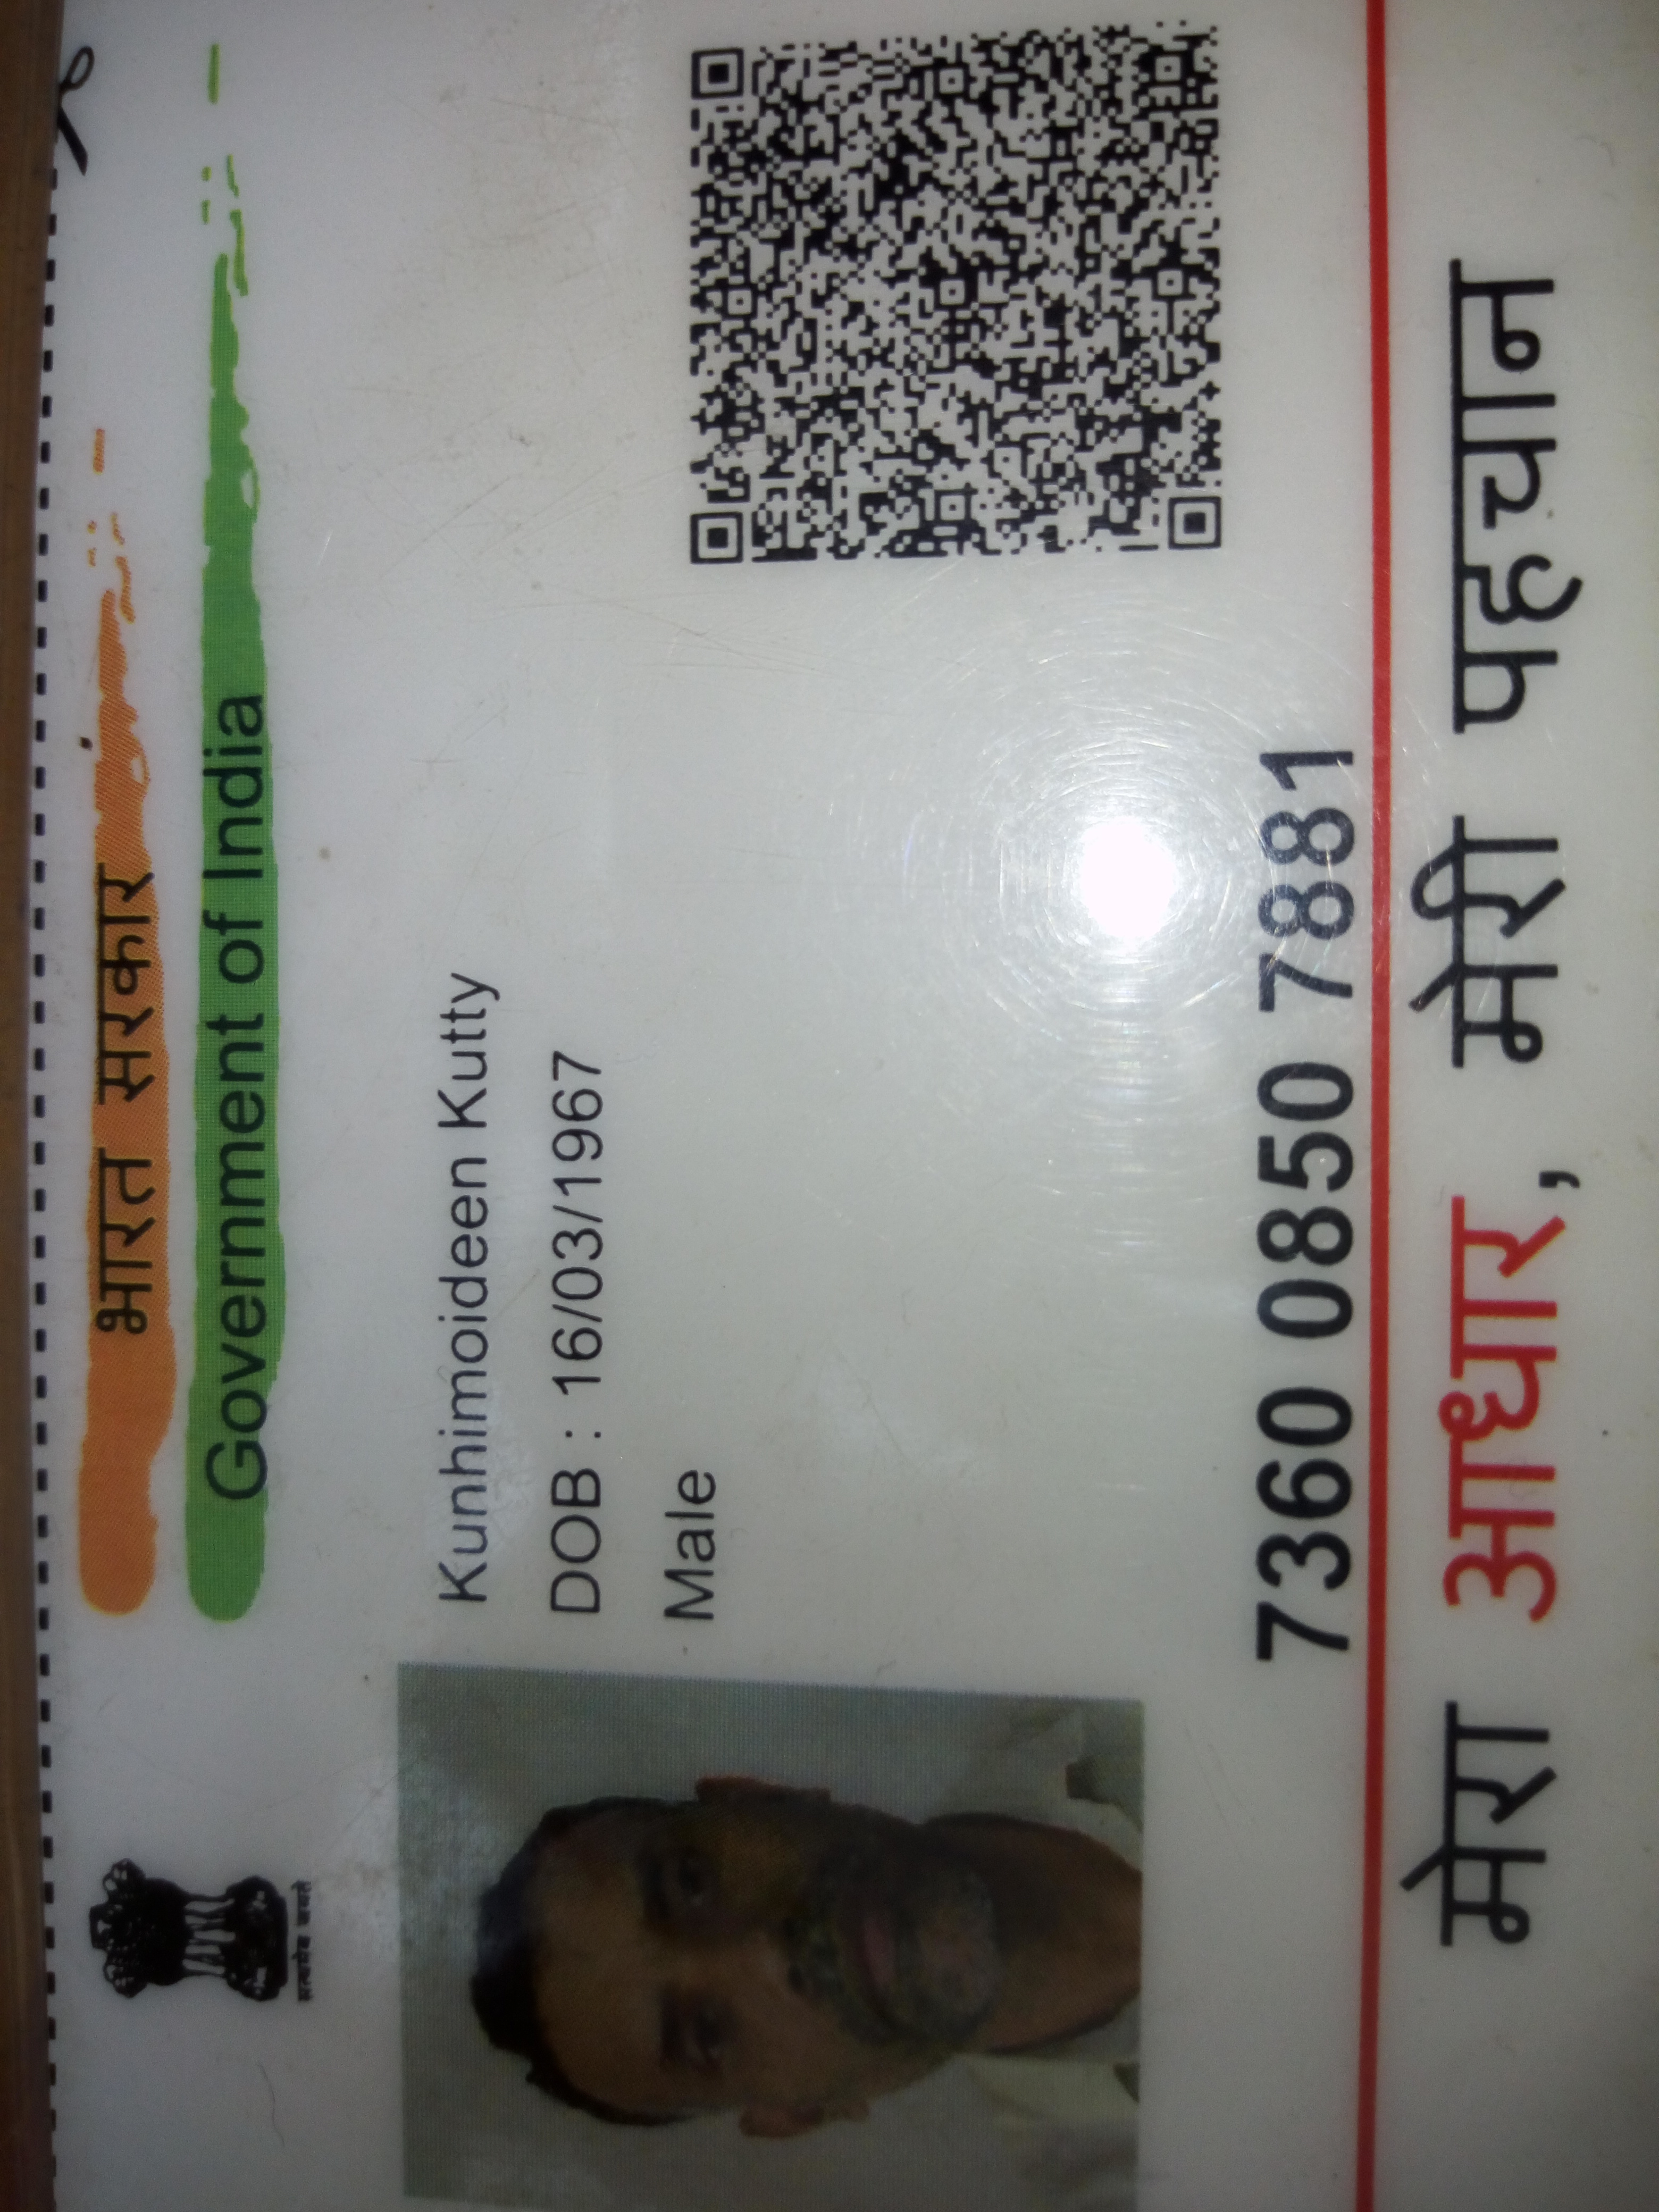 भारत सरकार
Government of India
सत्यमेव जयते
Kunhimoideen Kutty
DOB : 16/03/1967
Male
7360 0850 7881
मेरा आधार, मेरी पहचान